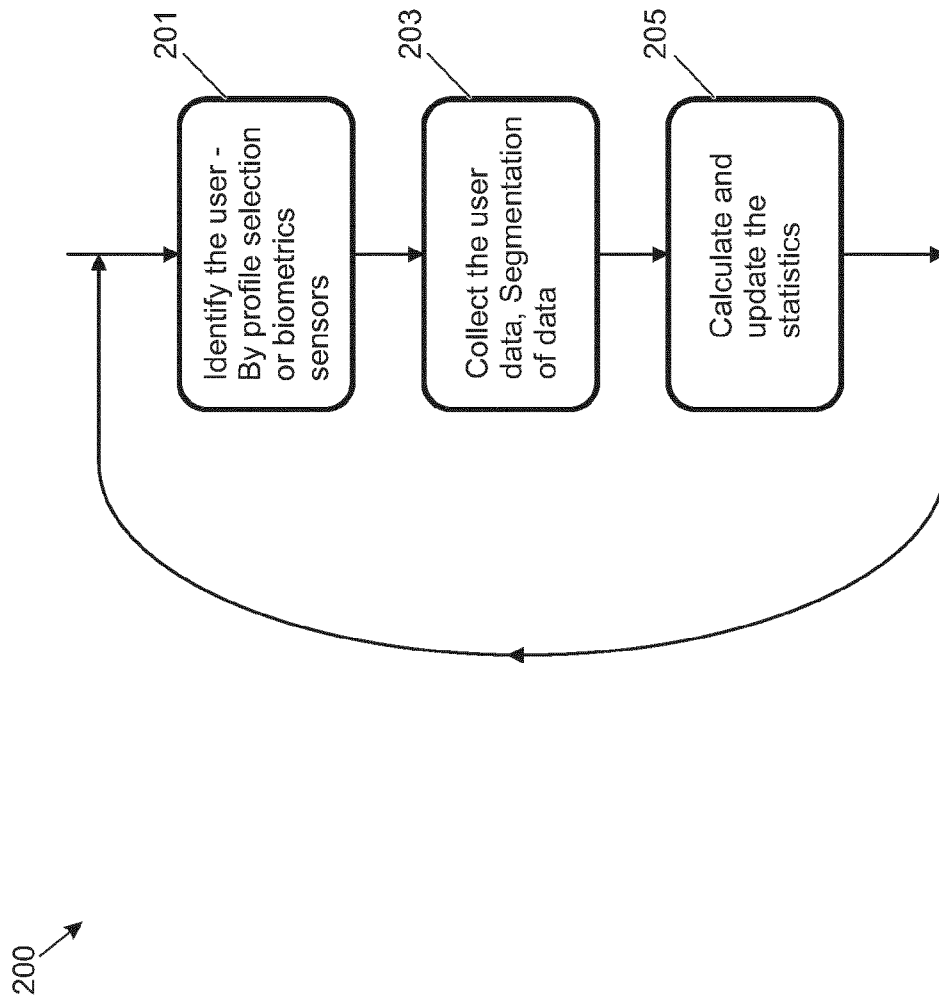 200
201
Identify the user -
By profile selection
or biometrics
sensors
203
Collect the user
data, Segmentation
of data
205
Calculate and
update the
statistics